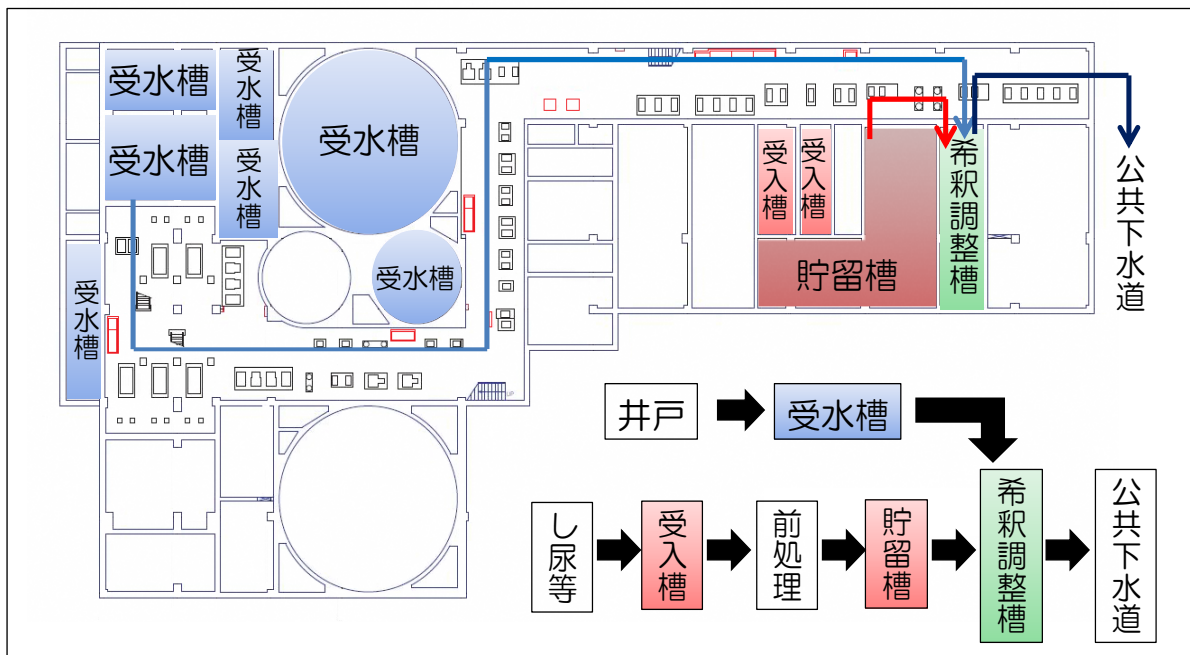 受水槽
受水槽
受水槽
受水槽
受水槽
受水槽
受水槽
受入槽
受入槽
貯留槽
希釈調整槽
公共下水道
UP
井戸
受水槽
し尿等
受入槽
前処理
貯留槽
希釈調整槽
公共下水道